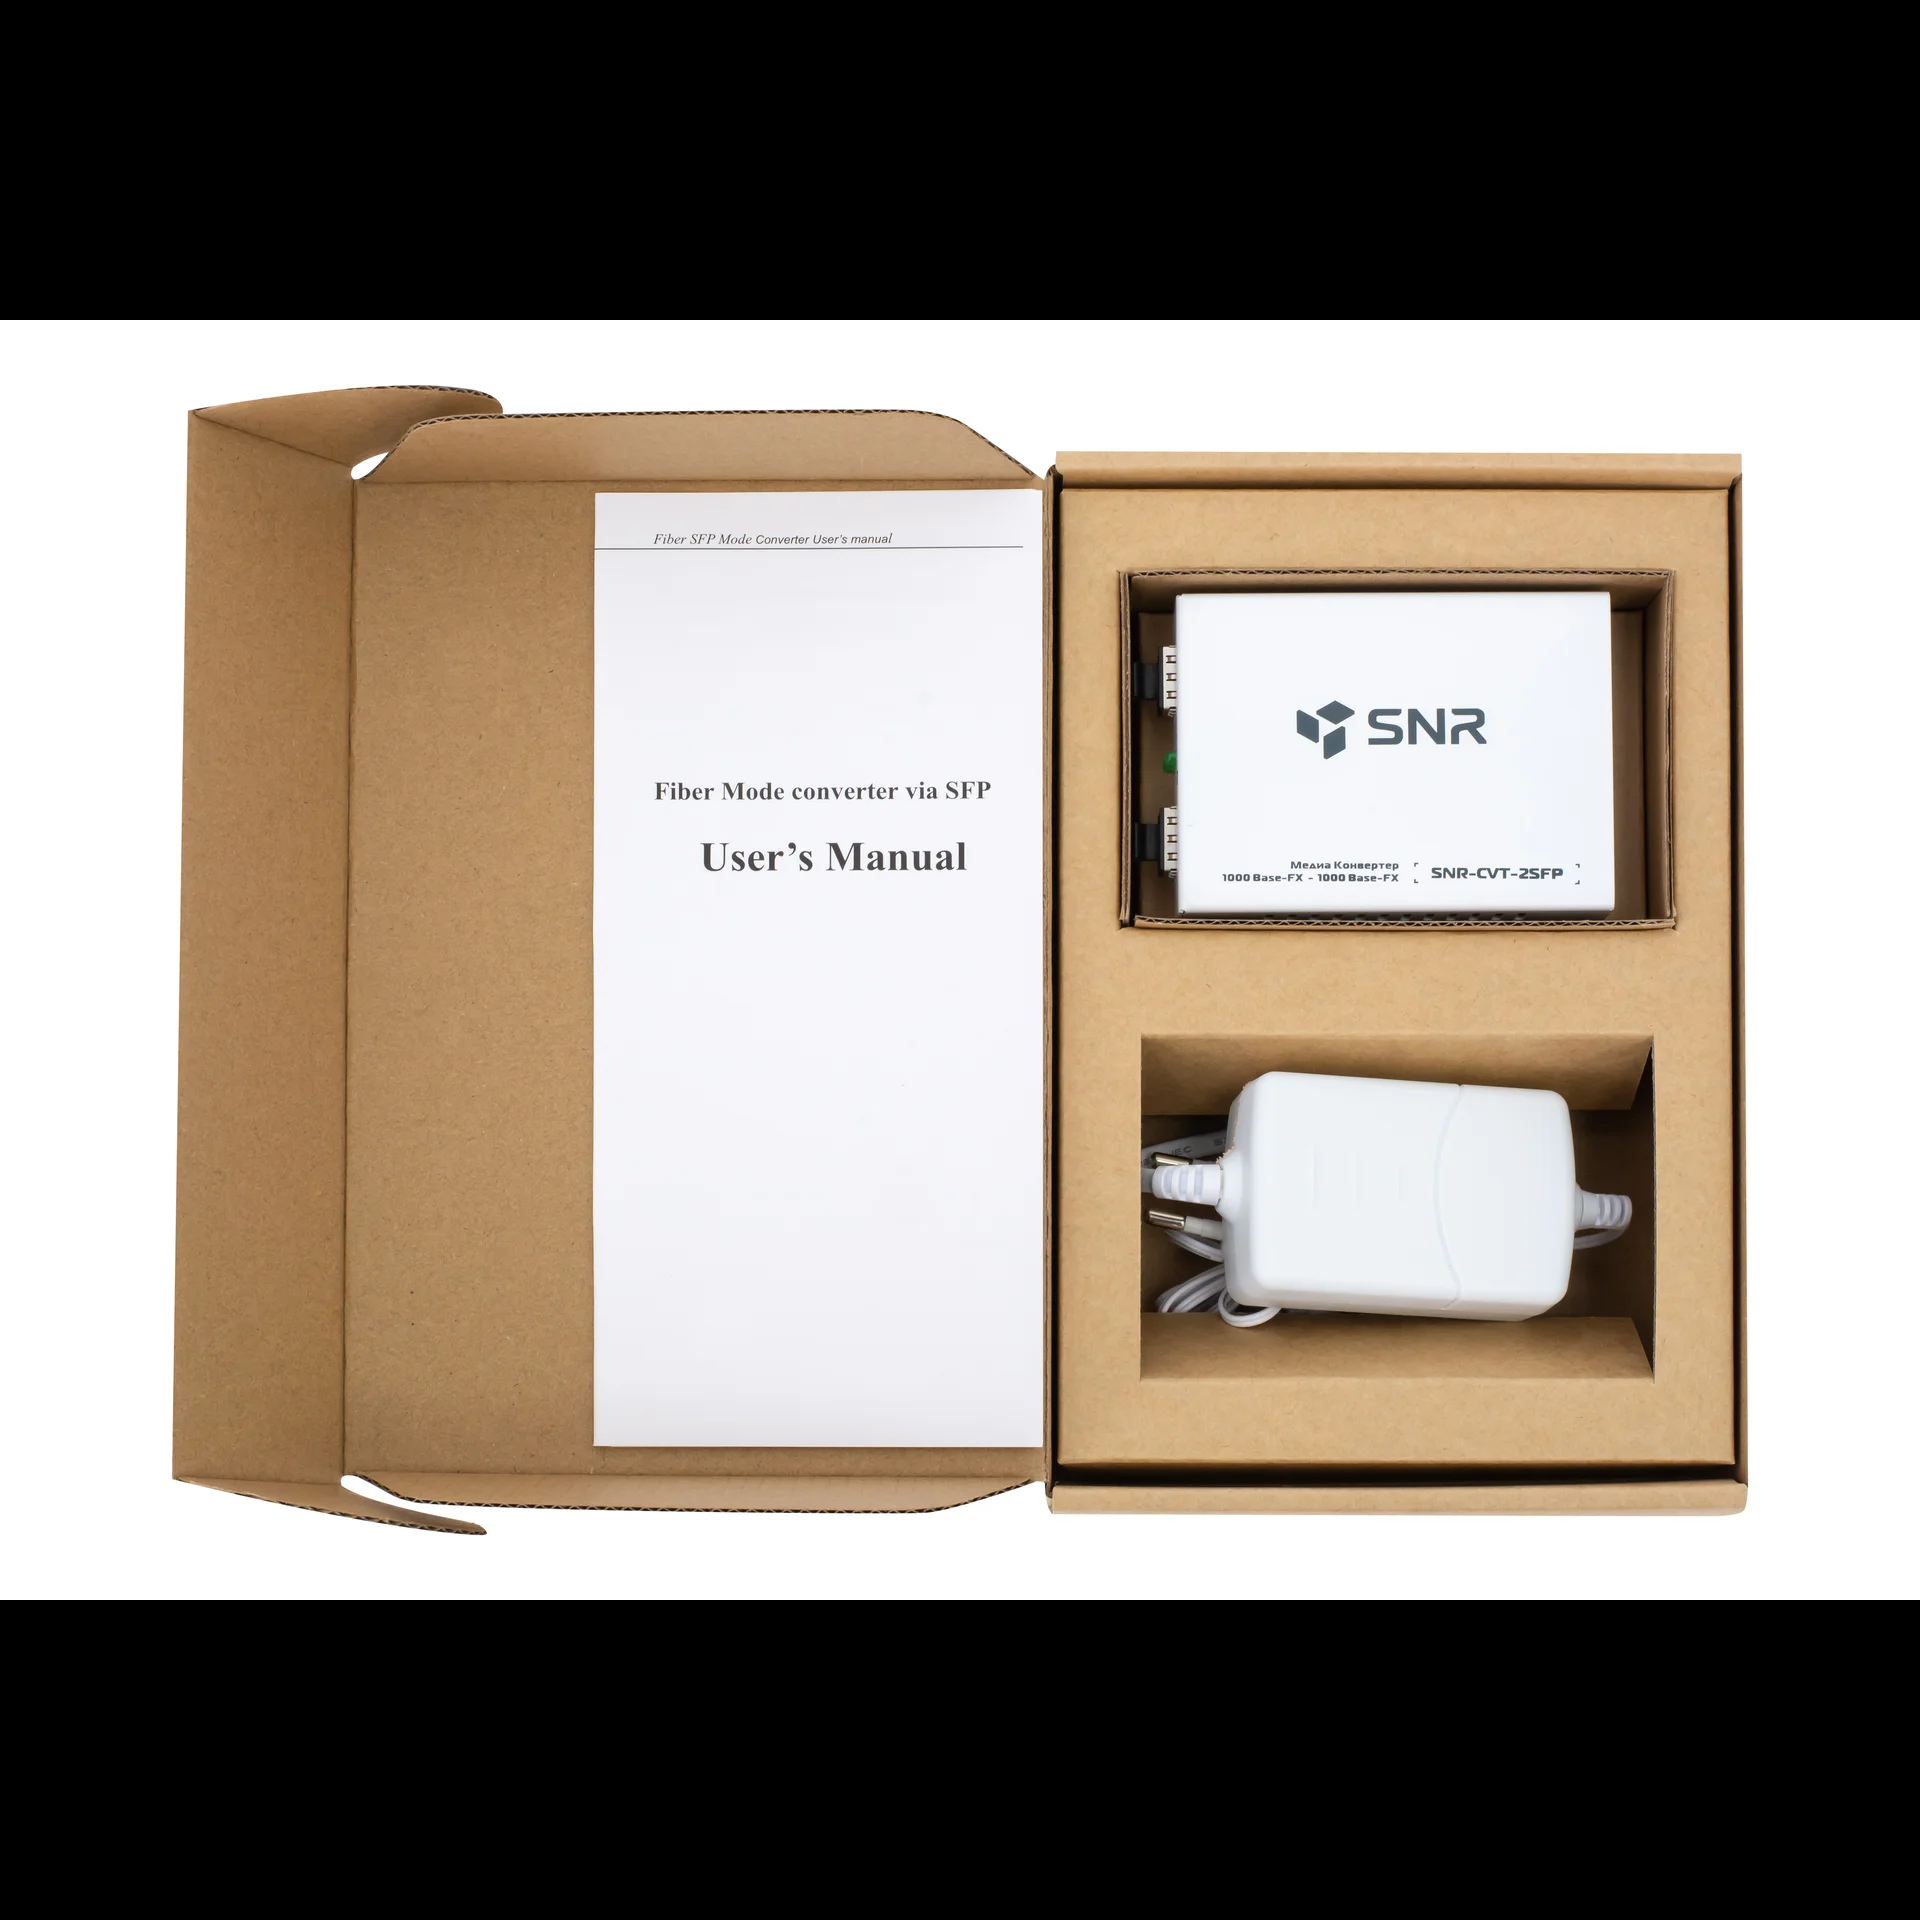 Fiber SFP Mode Converter User's manual
Fiber Mode converter via SFP
User's Manual
SNR
Медиа Конвертер
1000 Base-FX - 1000 Base-FX
SNR-CVT-2SFP